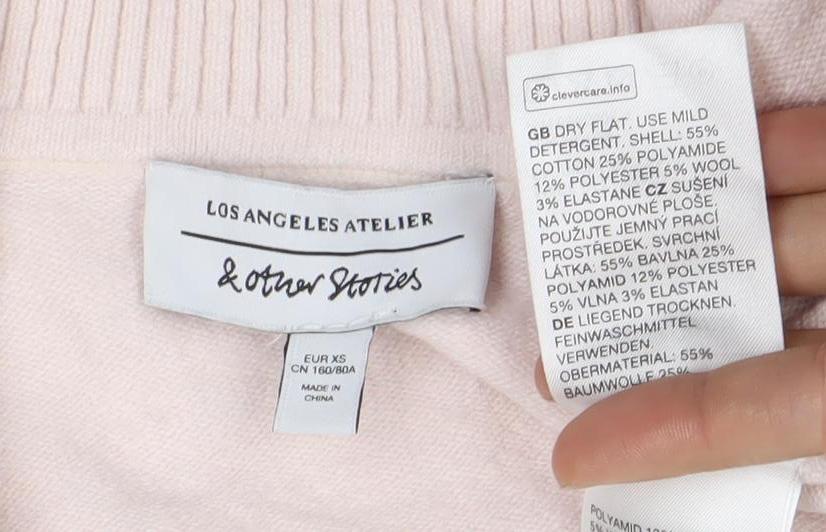 LOS ANGELES ATELIER
& other Stories
EUR XS
CN 160/80A
MADE IN
CHINA
clevercare.info
GB DRY FLAT. USE MILD
DETERGENT. SHELL: 55%
COTTON 25% POLYAMIDE
12% POLYESTER 5% WOOL
3% ELASTANE CZ SUŠENÍ
NA VODOROVNÉ PLOŠE.
POUŽIJTE JEMNÝ PRACÍ
PROSTŘEDEK. SVRCHNÍ
LÁTKA: 55% BAVLNA 25%
POLYAMID 12% POLYESTER
5% VLNA 3% ELASTAN
DE LIEGEND TROCKNEN.
FEINWASCHMITTEL
VERWENDEN.
OBERMATERIAL: 55%
BAUMWOLLE 25%
POLYAMID